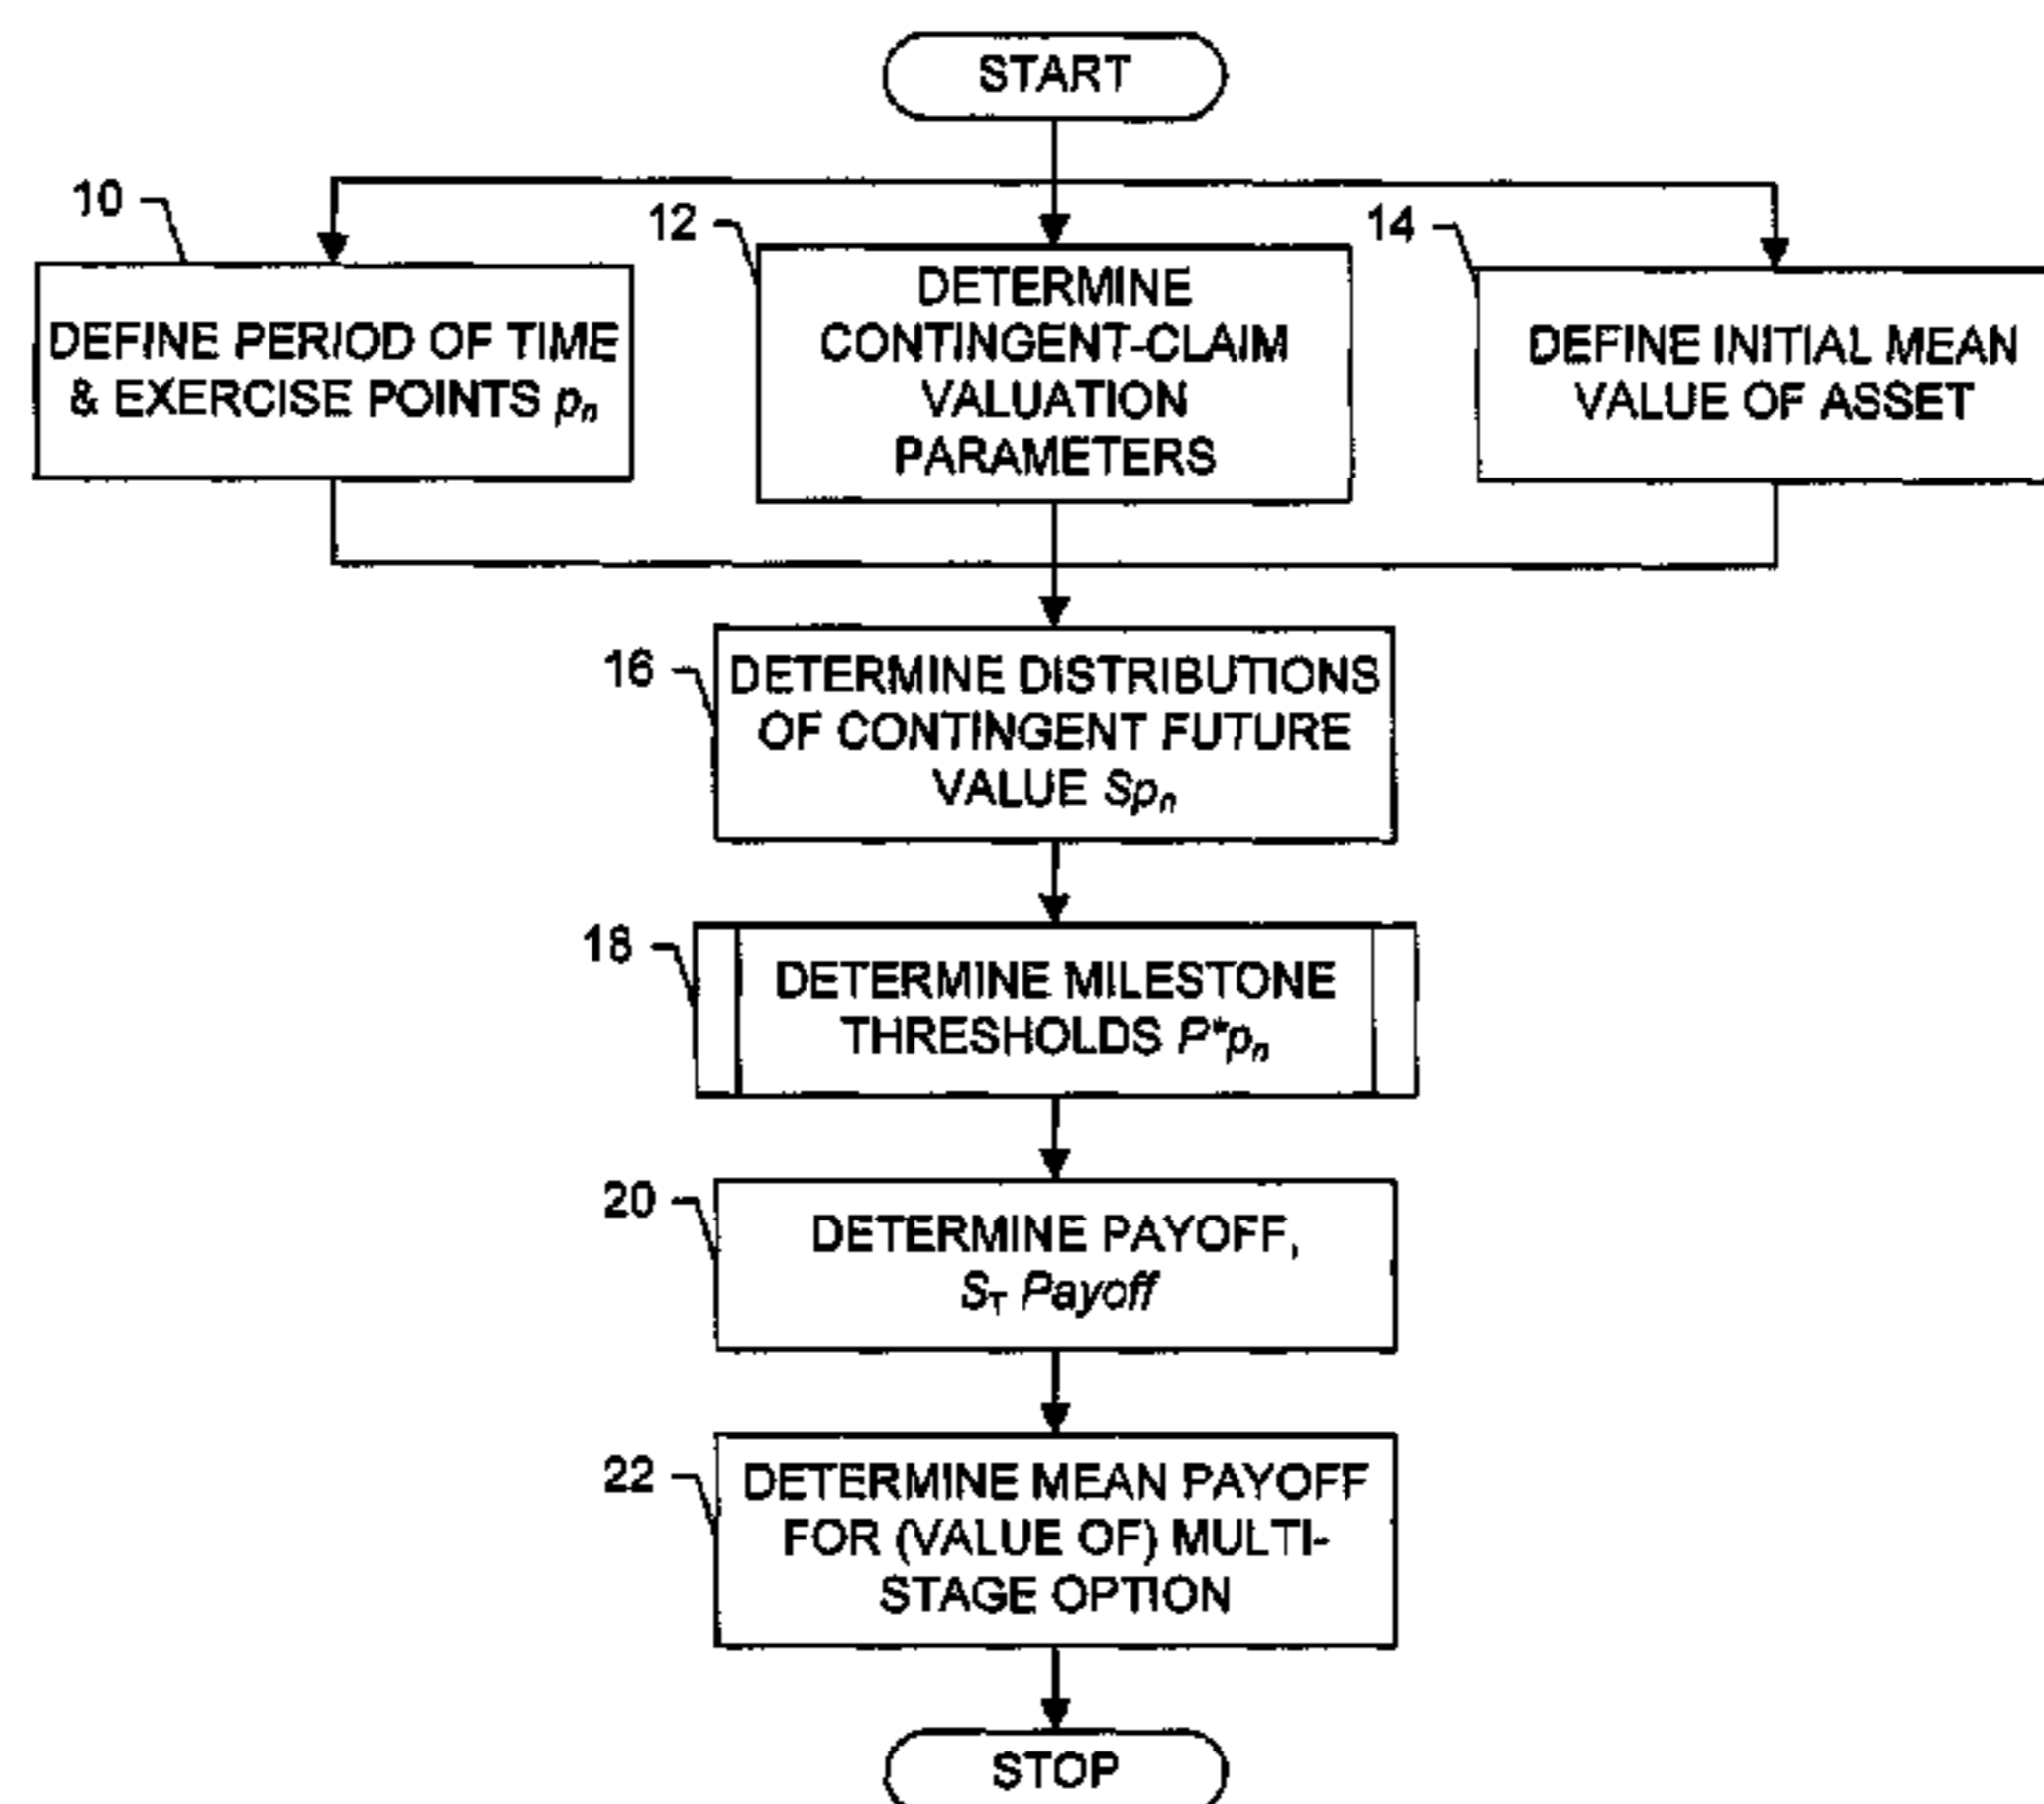 START
10
DEFINE PERIOD OF TIME
& EXERCISE POINTS pₙ
12
DETERMINE
CONTINGENT-CLAIM
VALUATION
PARAMETERS
14
DEFINE INITIAL MEAN
VALUE OF ASSET
16
DETERMINE DISTRIBUTIONS
OF CONTINGENT FUTURE
VALUE Spₙ
18
DETERMINE MILESTONE
THRESHOLDS P*pₙ
20
DETERMINE PAYOFF,
S_T Payoff
22
DETERMINE MEAN PAYOFF
FOR (VALUE OF) MULTI-
STAGE OPTION
STOP